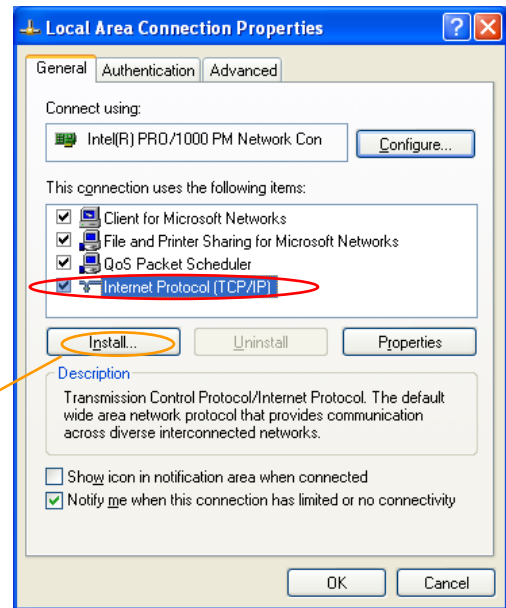 Local Area Connection Properties
General Authentication Advanced
Connect using:
Intel(R) PRO/1000 PM Network Con Configure...
This connection uses the following items:
Client for Microsoft Networks
File and Printer Sharing for Microsoft Networks
QoS Packet Scheduler
Internet Protocol (TCP/IP)
Install... Uninstall Properties
Description
Transmission Control Protocol/Internet Protocol. The default
wide area network protocol that provides communication
across diverse interconnected networks.
Show icon in notification area when connected
Notify me when this connection has limited or no connectivity
OK Cancel